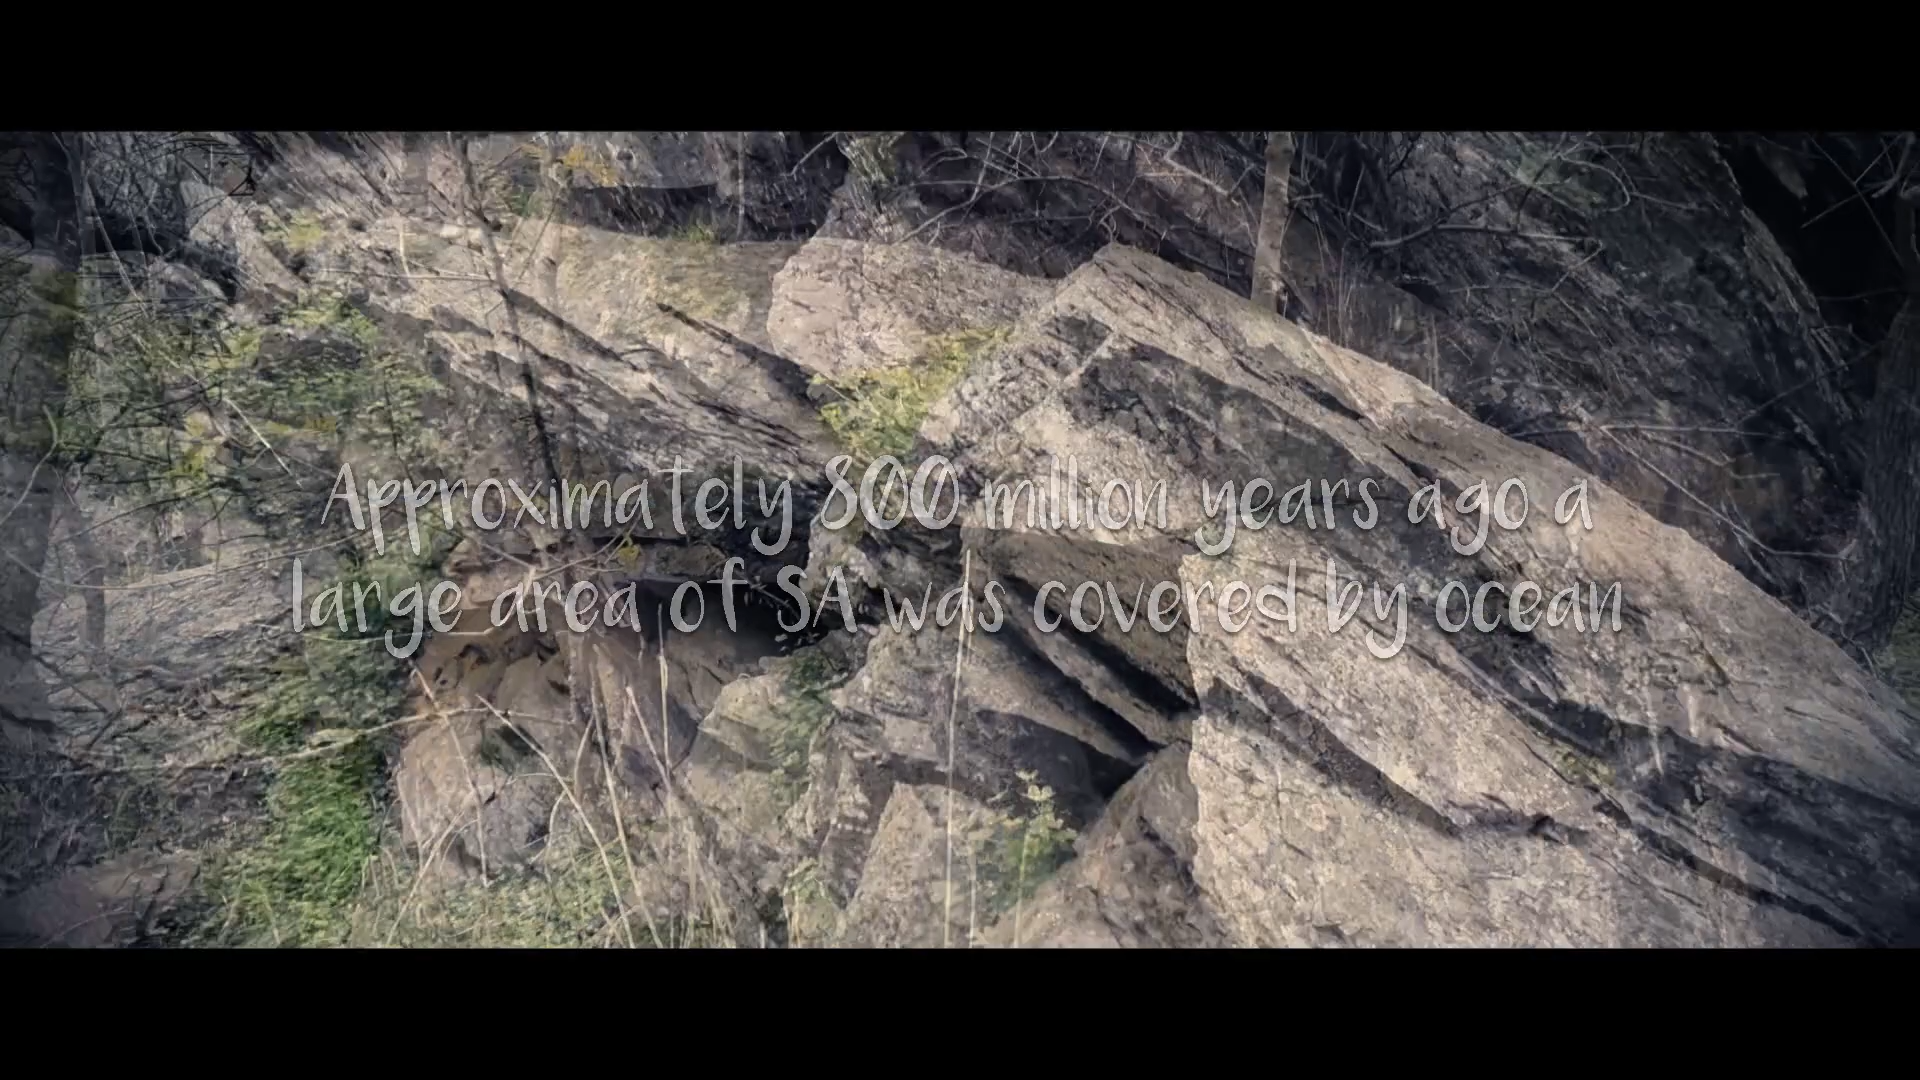 Approximately 800 million years ago a
large area of SA was covered by ocean